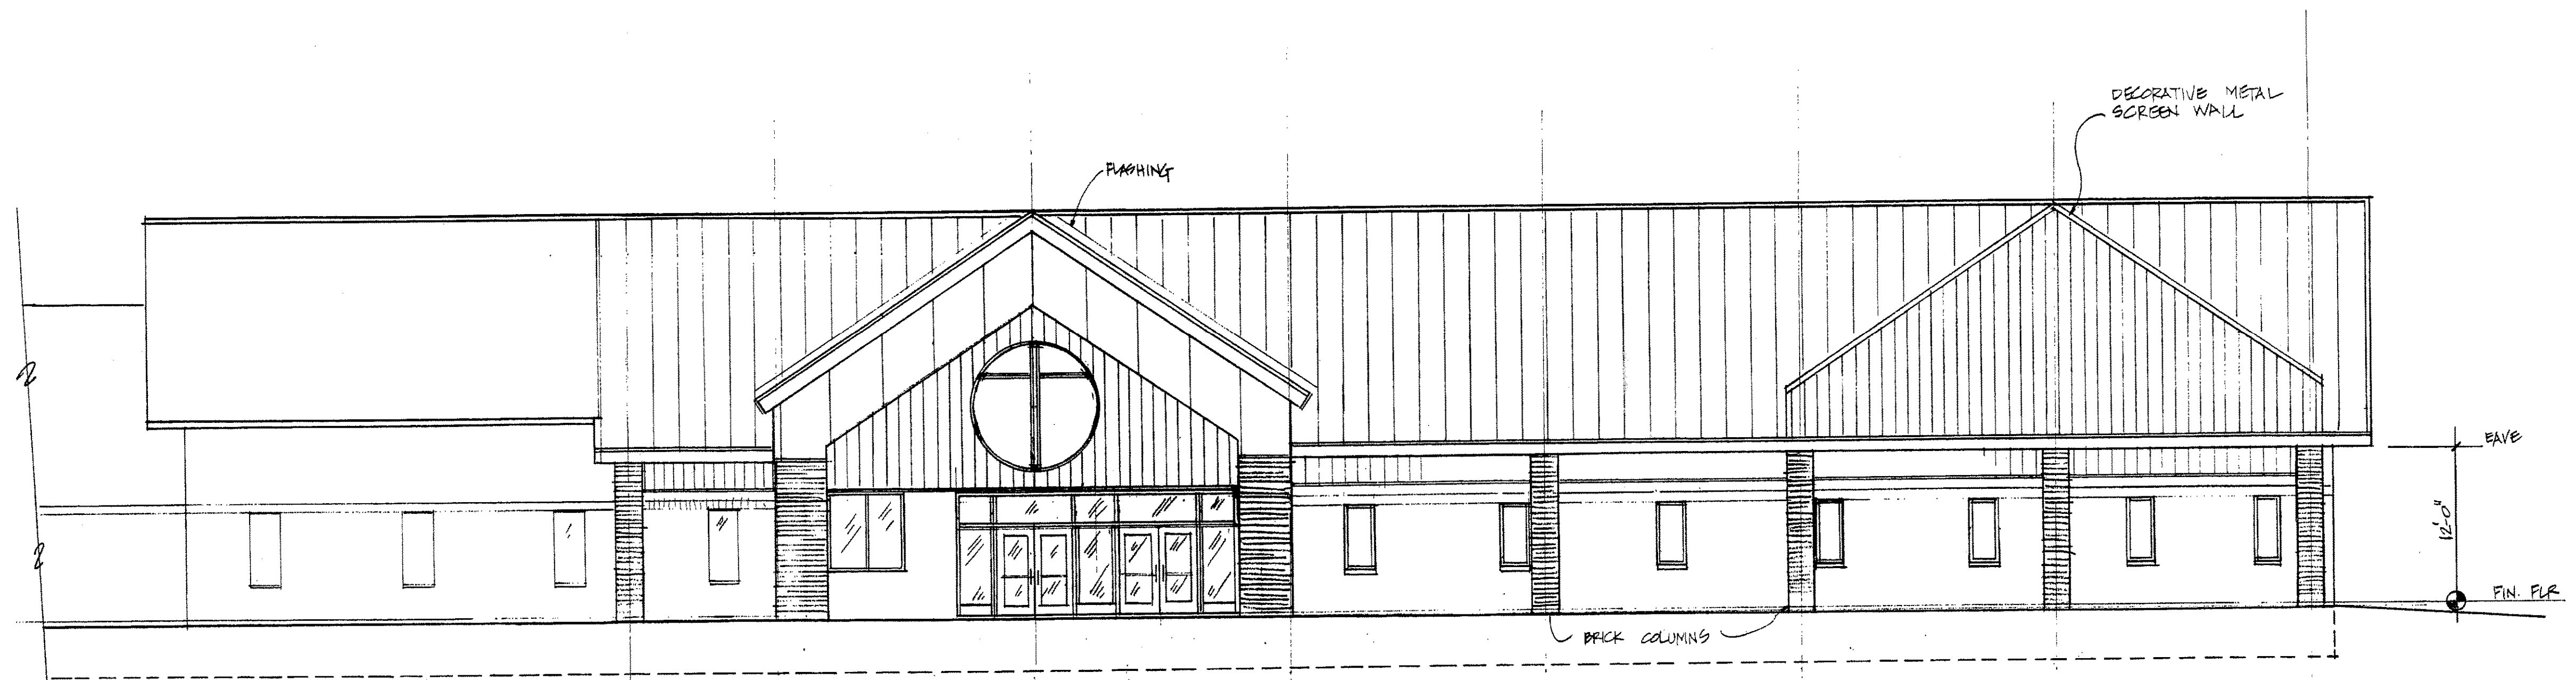 DECORATIVE METAL
SCREEN WALL
FLASHING
EAVE
12'-0"
FIN. FLR
BRICK COLUMNS